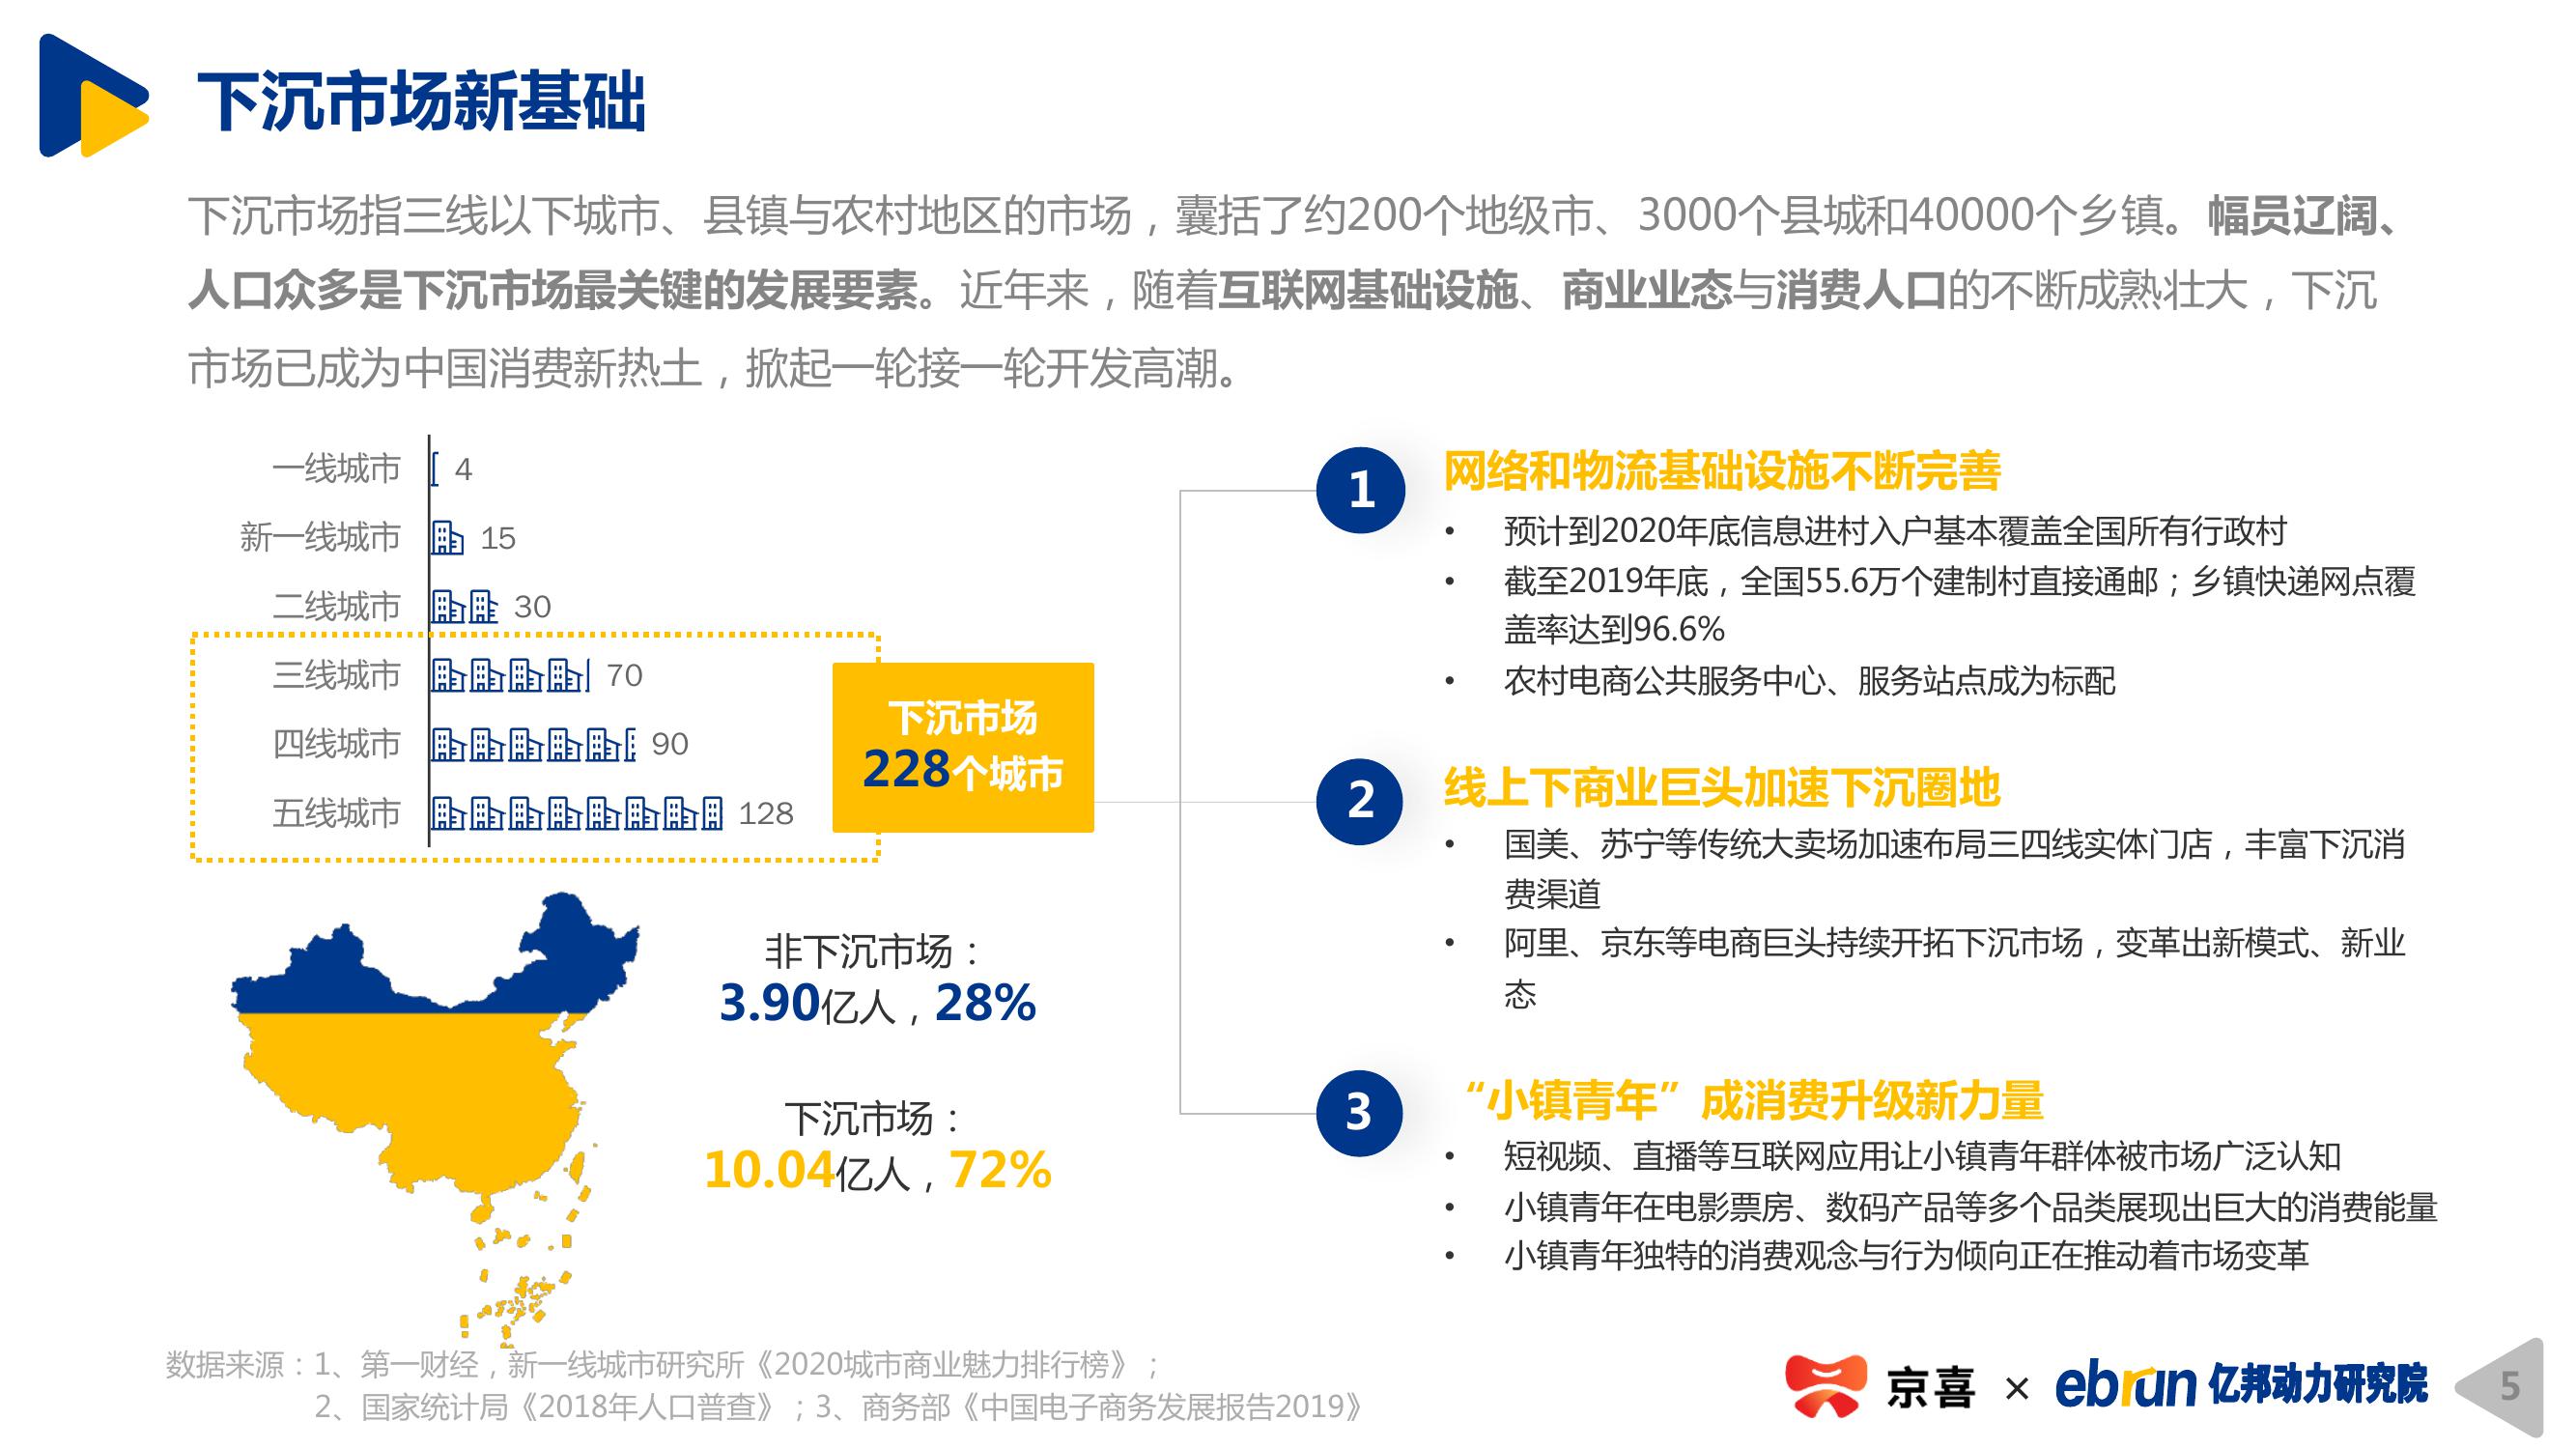 下沉市场新基础
下沉市场指三线以下城市、县镇与农村地区的市场，囊括了约200个地级市、3000个县城和40000个乡镇。幅员辽阔、
人口众多是下沉市场最关键的发展要素。近年来，随着互联网基础设施、商业业态与消费人口的不断成熟壮大，下沉
市场已成为中国消费新热土，掀起一轮接一轮开发高潮。
一线城市 4
新一线城市 15
二线城市 30
三线城市 70
四线城市 90
五线城市 128
下沉市场
228个城市
非下沉市场：
3.90亿人，28%
下沉市场：
10.04亿人，72%
1 网络和物流基础设施不断完善
• 预计到2020年底信息进村入户基本覆盖全国所有行政村
• 截至2019年底，全国55.6万个建制村直接通邮；乡镇快递网点覆
盖率达到96.6%
• 农村电商公共服务中心、服务站点成为标配
2 线上下商业巨头加速下沉圈地
• 国美、苏宁等传统大卖场加速布局三四线实体门店，丰富下沉消
费渠道
• 阿里、京东等电商巨头持续开拓下沉市场，变革出新模式、新业
态
3 “小镇青年”成消费升级新力量
• 短视频、直播等互联网应用让小镇青年群体被市场广泛认知
• 小镇青年在电影票房、数码产品等多个品类展现出巨大的消费能量
• 小镇青年独特的消费观念与行为倾向正在推动着市场变革
数据来源：1、第一财经，新一线城市研究所《2020城市商业魅力排行榜》；
2、国家统计局《2018年人口普查》；3、商务部《中国电子商务发展报告2019》
京喜 × ebrun 亿邦动力研究院 5